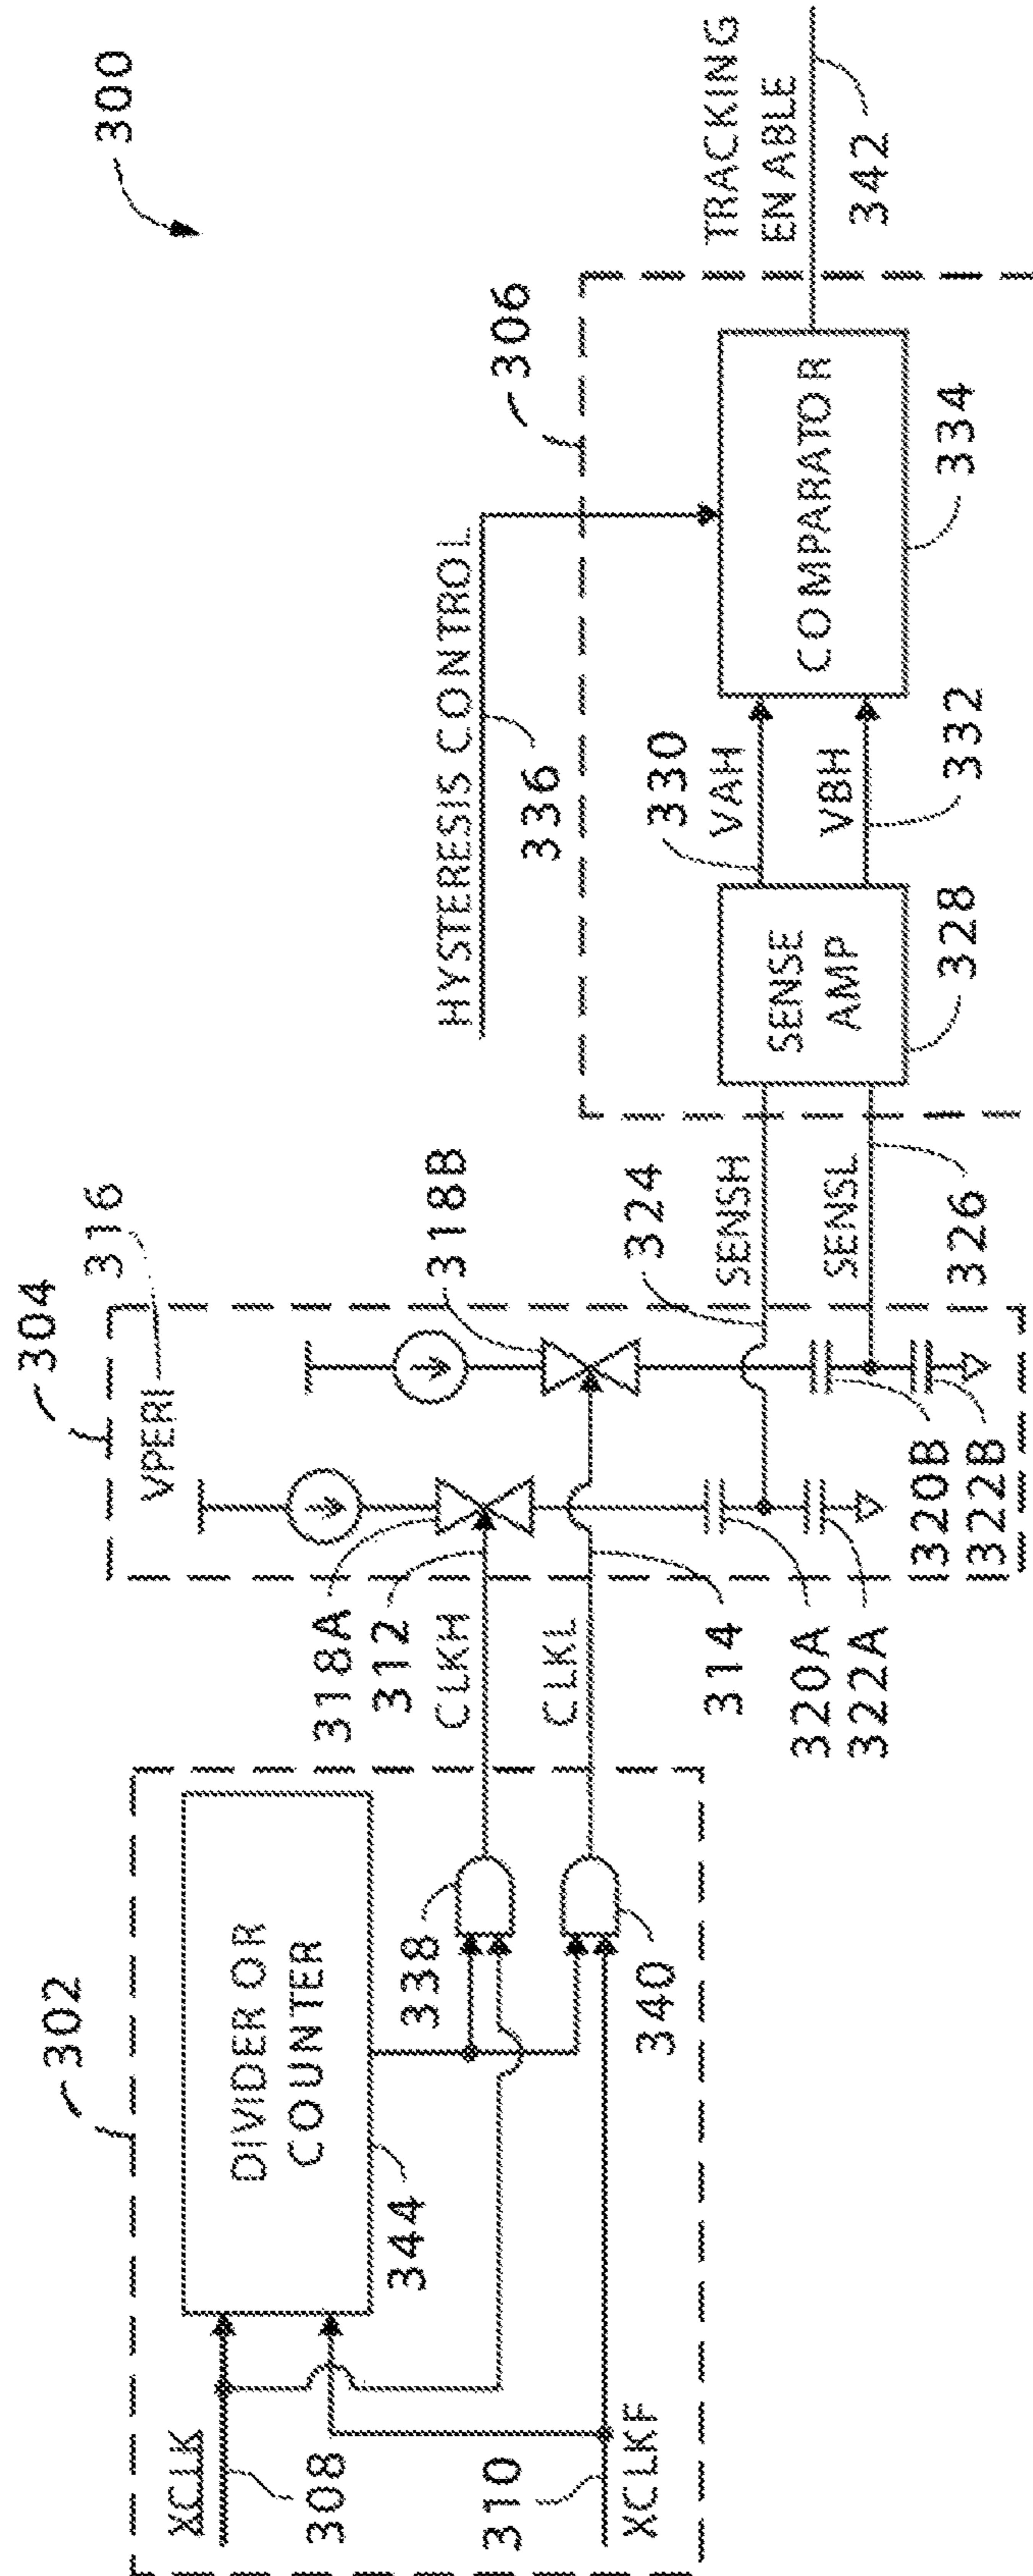 300
302
304
306
XCLK
308
310
XCLKF
DIVIDER OR
COUNTER
344
338
340
318A
312
CLKH
CLKL
314
320A
322A
VPERI
316
318B
324
SENSH
SENSL
326
320B
322B
HYSTERESIS CONTROL
336
SENSE
AMP
328
330
VAH
VBH
332
COMPARATOR
334
TRACKING
ENABLE
342